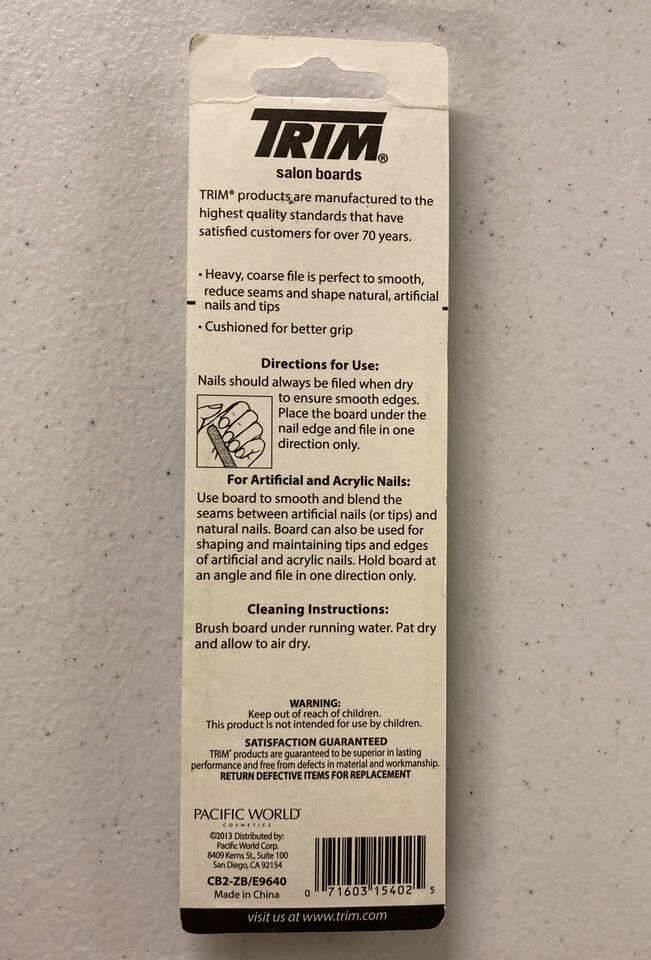 TRIM®
salon boards
TRIM® products are manufactured to the
highest quality standards that have
satisfied customers for over 70 years.
• Heavy, coarse file is perfect to smooth,
reduce seams and shape natural, artificial
nails and tips
• Cushioned for better grip
Directions for Use:
Nails should always be filed when dry
to ensure smooth edges.
Place the board under the
nail edge and file in one
direction only.
For Artificial and Acrylic Nails:
Use board to smooth and blend the
seams between artificial nails (or tips) and
natural nails. Board can also be used for
shaping and maintaining tips and edges
of artificial and acrylic nails. Hold board at
an angle and file in one direction only.
Cleaning Instructions:
Brush board under running water. Pat dry
and allow to air dry.
WARNING:
Keep out of reach of children.
This product is not intended for use by children.
SATISFACTION GUARANTEED
TRIM® products are guaranteed to be superior in lasting
performance and free from defects in material and workmanship.
RETURN DEFECTIVE ITEMS FOR REPLACEMENT
PACIFIC WORLD™
COSMETICS
©2013 Distributed by:
Pacific World Corp.
8409 Kerns St., Suite 100
San Diego, CA 92154
CB2-ZB/E9640
Made in China
0 71603 15402 5
visit us at www.trim.com